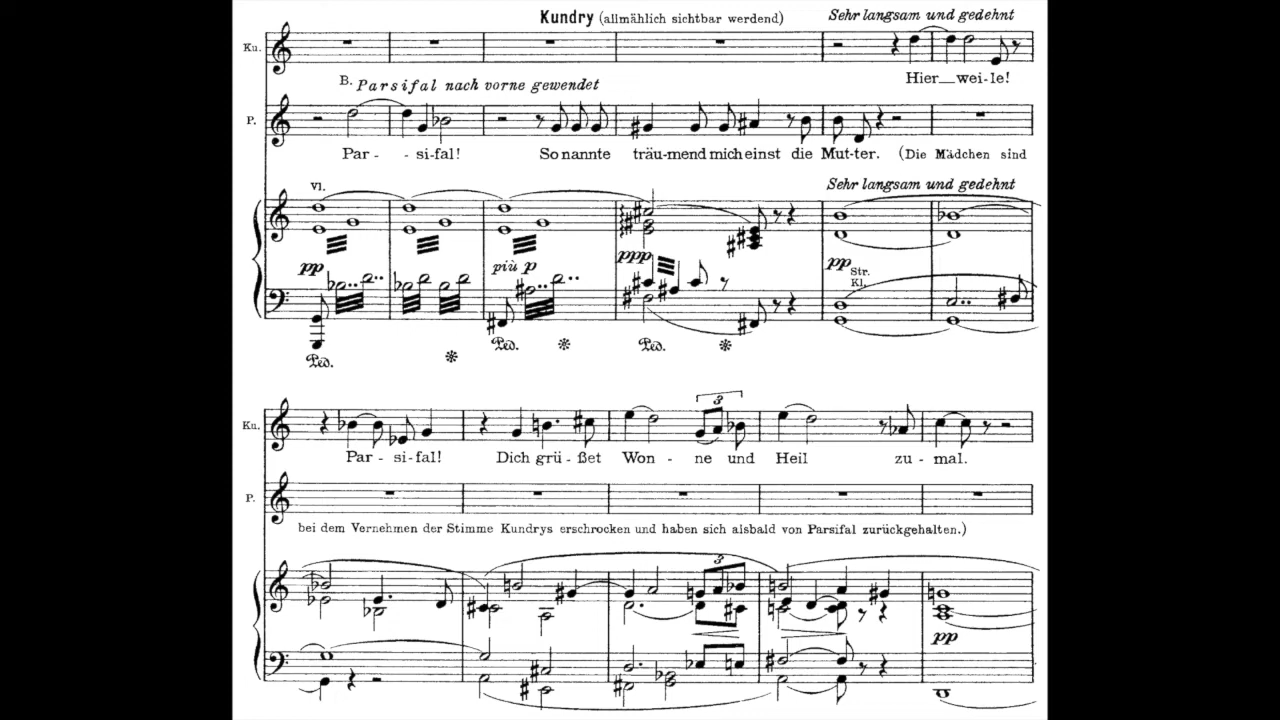 Kundry (allmählich sichtbar werdend) Sehr langsam und gedehnt
Ku.
Hier wei-le!
B. Parsifal nach vorne gewendet
P.
Par - - si-fal! So nannte träu-mend mich einst die Mut-ter. (Die Mädchen sind
Vl. Sehr langsam und gedehnt
pp più p ppp pp Str.
Kl.
Ped. Ped. Ped.
Ku.
Par - si-fal! Dich grü - ßet Won - ne und Heil zu - mal.
3
P.
bei dem Vernehmen der Stimme Kundrys erschrocken und haben sich alsbald von Parsifal zurückgehalten.)
3
pp